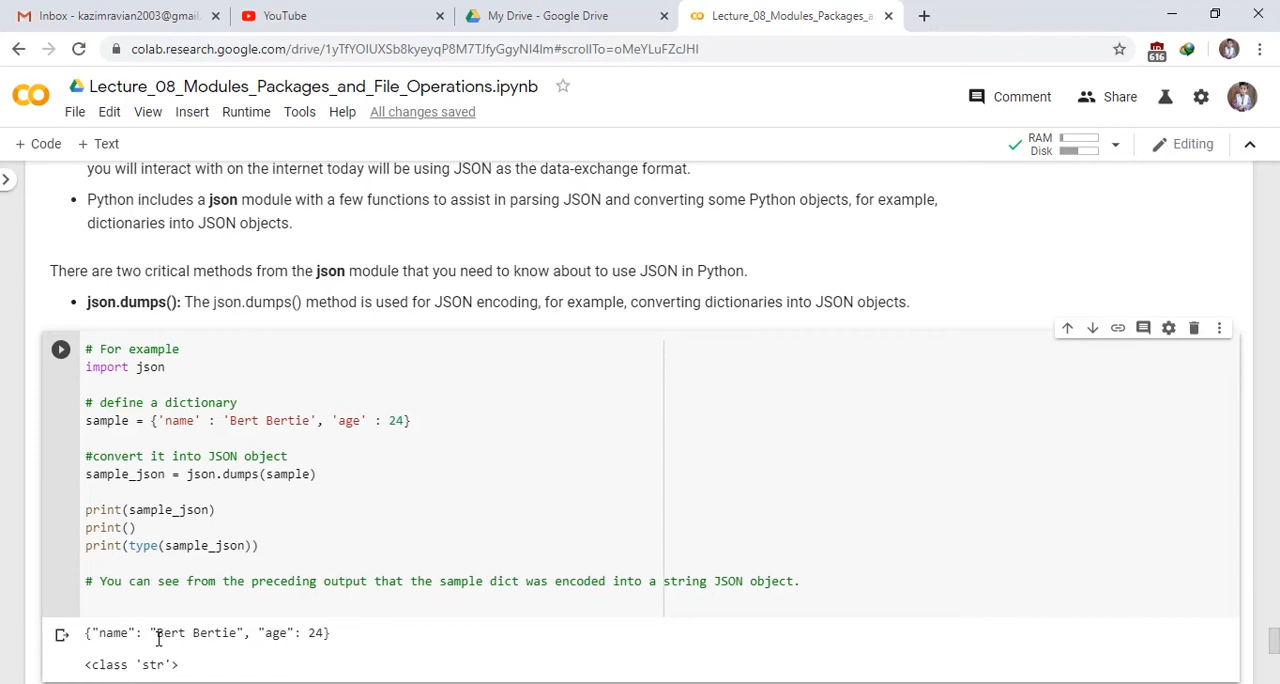 Inbox - kazimravian2003@gmail.
YouTube
My Drive - Google Drive
Lecture_08_Modules_Packages_a
colab.research.google.com/drive/1yTfYOlUXSb8kyeyqP8M7TJfyGgyNI4lm#scrollTo=oMeYLuFZcJHI
616
Lecture_08_Modules_Packages_and_File_Operations.ipynb
Comment
Share
File Edit View Insert Runtime Tools Help All changes saved
+ Code + Text
RAM
Disk
Editing
you will interact with on the internet today will be using JSON as the data-exchange format.
• Python includes a json module with a few functions to assist in parsing JSON and converting some Python objects, for example,
dictionaries into JSON objects.
There are two critical methods from the json module that you need to know about to use JSON in Python.
• json.dumps(): The json.dumps() method is used for JSON encoding, for example, converting dictionaries into JSON objects.
# For example
import json
# define a dictionary
sample = {'name' : 'Bert Bertie', 'age' : 24}
#convert it into JSON object
sample_json = json.dumps(sample)
print(sample_json)
print()
print(type(sample_json))
# You can see from the preceding output that the sample dict was encoded into a string JSON object.
{"name": "Bert Bertie", "age": 24}
<class 'str'>